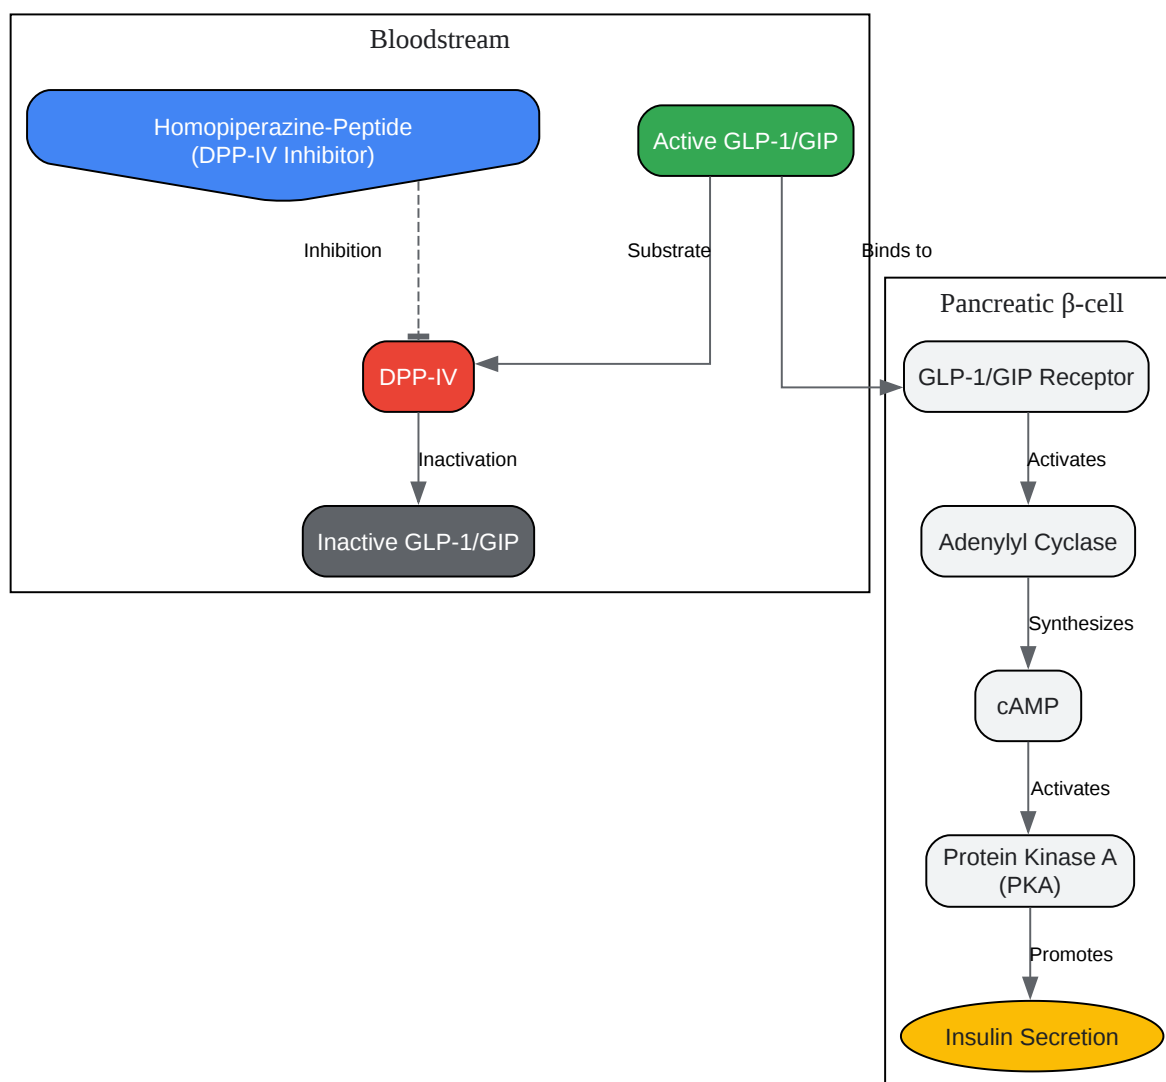 Bloodstream
Homopiperazine-Peptide
(DPP-IV Inhibitor)
Active GLP-1/GIP
Inhibition
Substrate
Binds to
Pancreatic β-cell
DPP-IV
GLP-1/GIP Receptor
Inactivation
Activates
Inactive GLP-1/GIP
Adenylyl Cyclase
Synthesizes
cAMP
Activates
Protein Kinase A
(PKA)
Promotes
Insulin Secretion